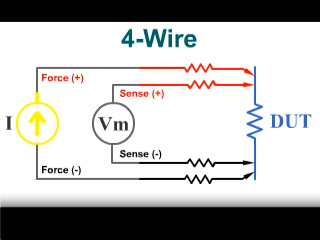 4-Wire
Force (+)
Sense (+)
I
Vm
DUT
Sense (-)
Force (-)